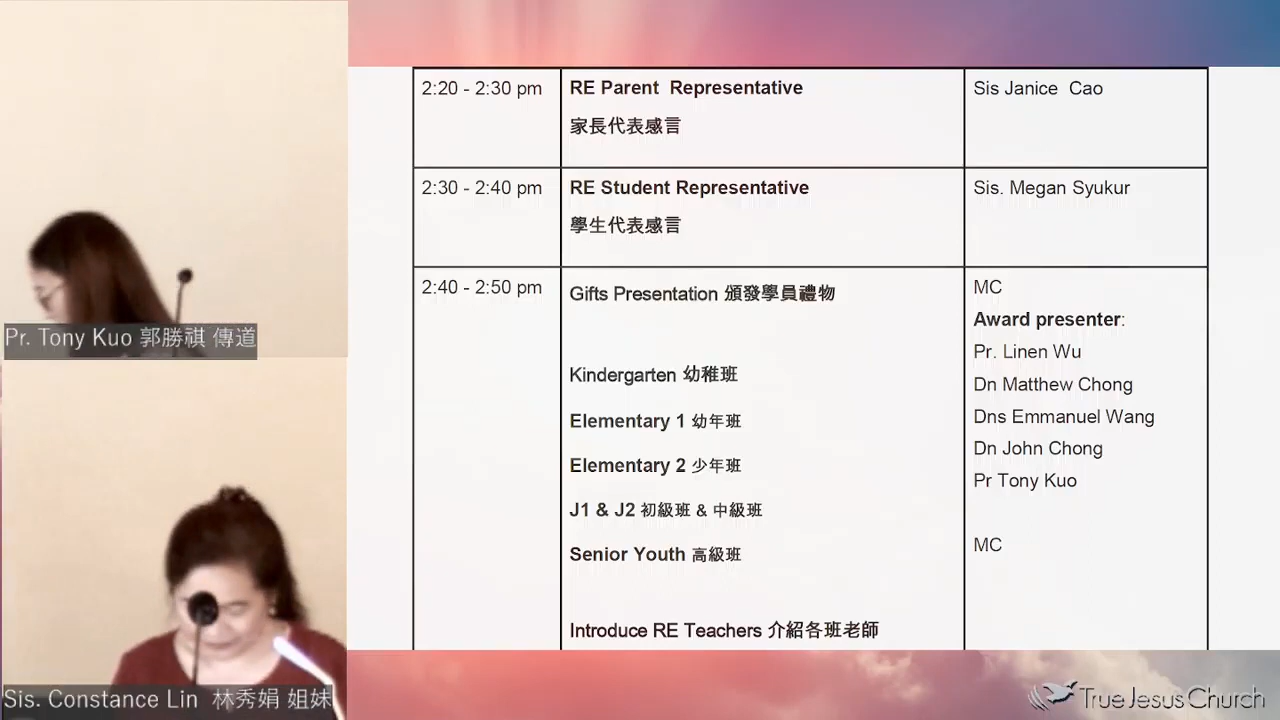 Pr. Tony Kuo 郭勝祺 傳道
Sis. Constance Lin 林秀娟 姐妹
2:20 - 2:30 pm
RE Parent Representative
家長代表感言
Sis Janice Cao
2:30 - 2:40 pm
RE Student Representative
學生代表感言
Sis. Megan Syukur
2:40 - 2:50 pm
Gifts Presentation 頒發學員禮物
Kindergarten 幼稚班
Elementary 1 幼年班
Elementary 2 少年班
J1 & J2 初級班 & 中級班
Senior Youth 高級班
Introduce RE Teachers 介紹各班老師
MC
Award presenter:
Pr. Linen Wu
Dn Matthew Chong
Dns Emmanuel Wang
Dn John Chong
Pr Tony Kuo
MC
True Jesus Church